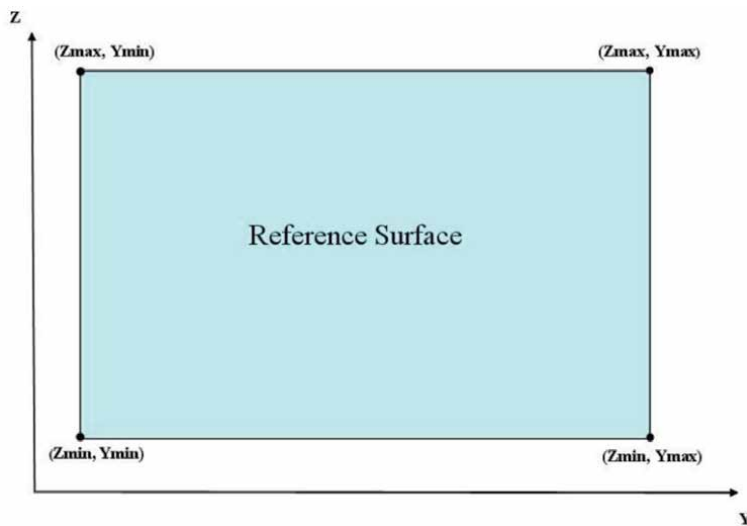 Z
(Zmax, Ymin)
(Zmax, Ymax)
Reference Surface
(Zmin, Ymin)
(Zmin, Ymax)
Y